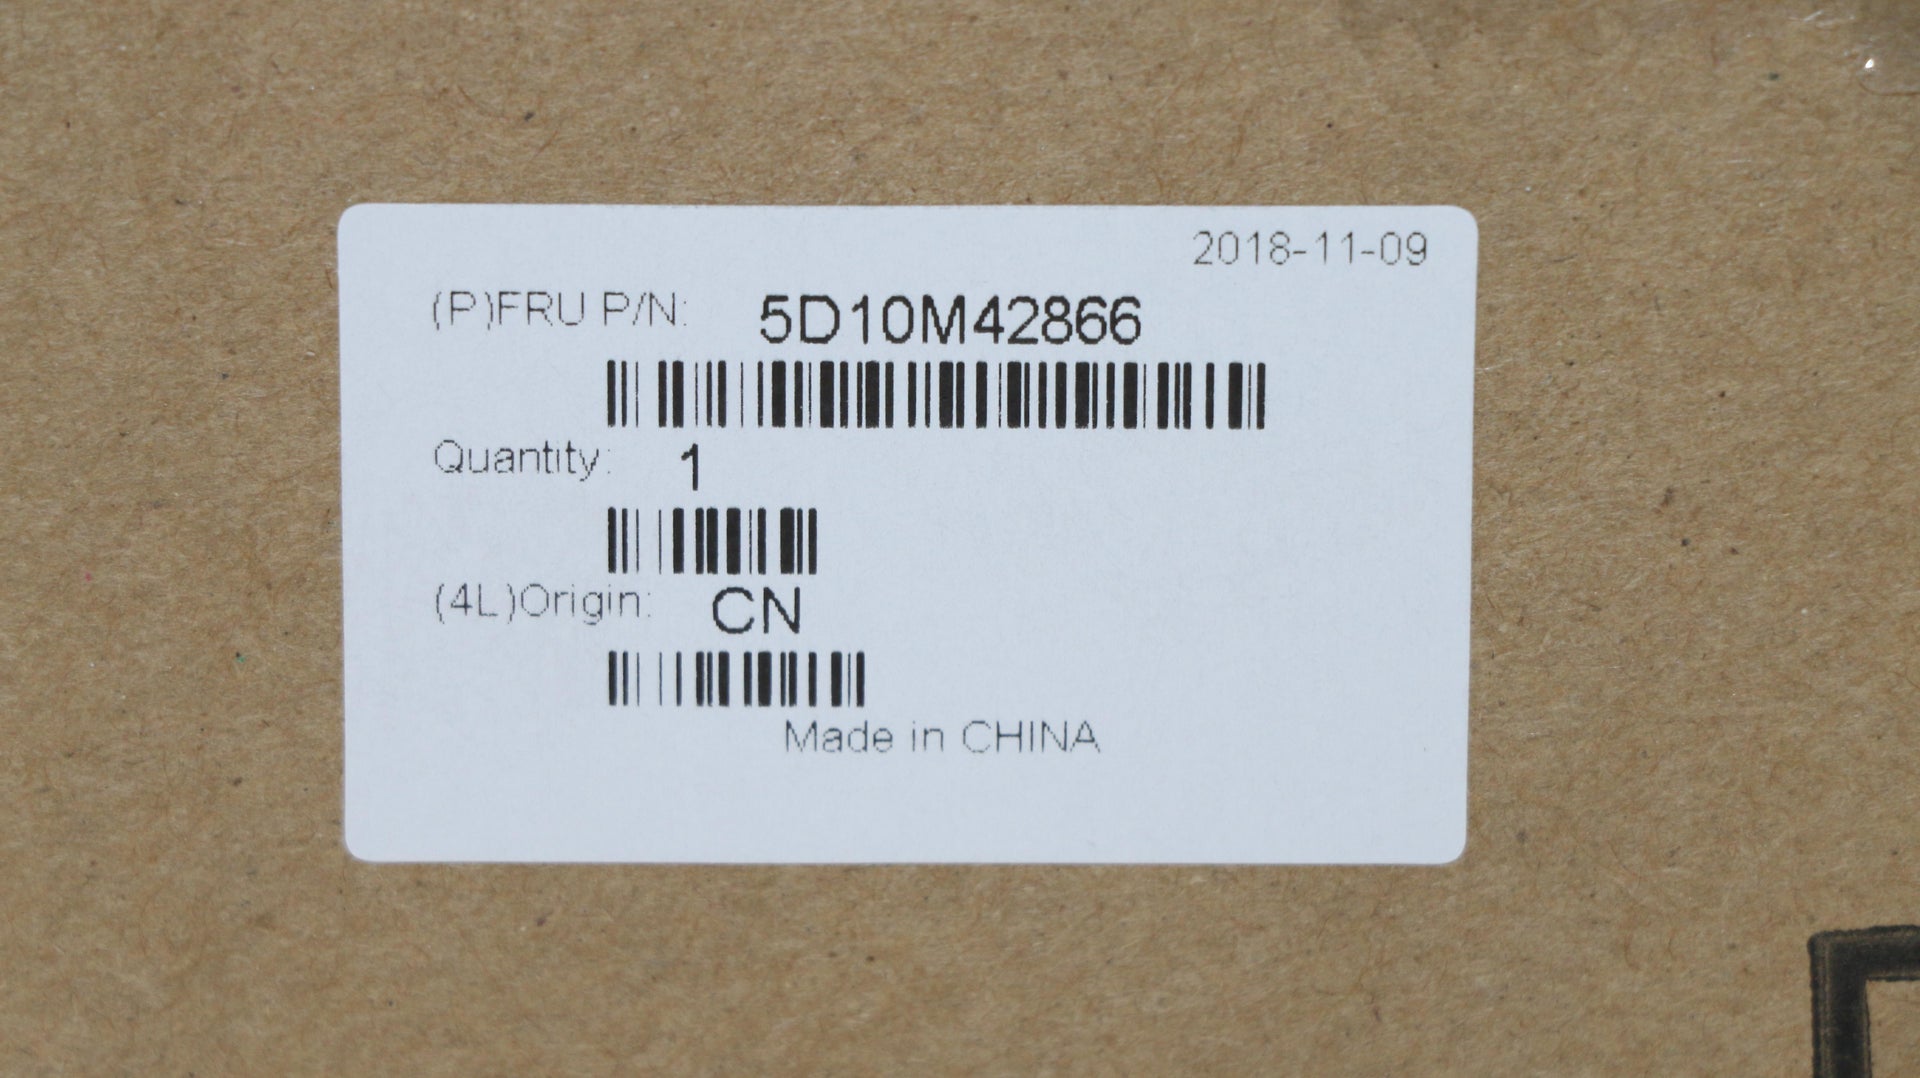 2018-11-09
(P)FRU P/N: 5D10M42866
Quantity: 1
(4L)Origin: CN
Made in CHINA